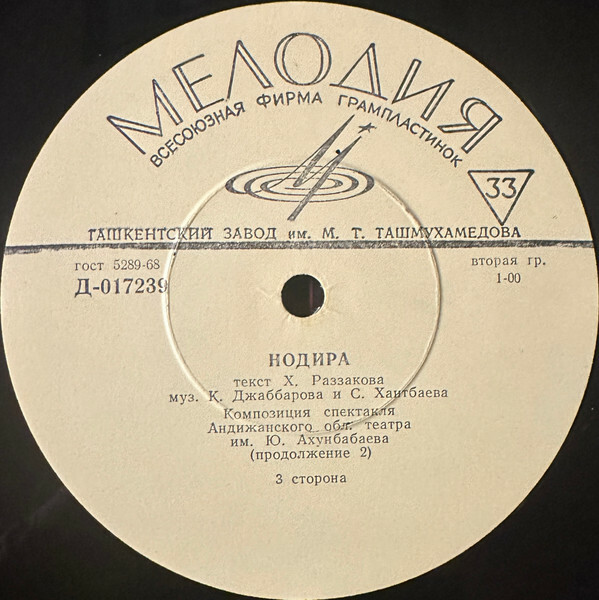 МЕЛОДИЯ
ВСЕСОЮЗНАЯ ФИРМА ГРАМПЛАСТИНОК
33
ТАШКЕНТСКИЙ ЗАВОД им. М. Т. ТАШМУХАМЕДОВА
гост 5289-68
Д-017239
вторая гр.
1-00
НОДИРА
текст Х. Раззакова
муз. К. Джаббарова и С. Хаитбаева
Композиция спектакля
Андижанского обл. театра
им. Ю. Ахунбабаева
(продолжение 2)
3 сторона